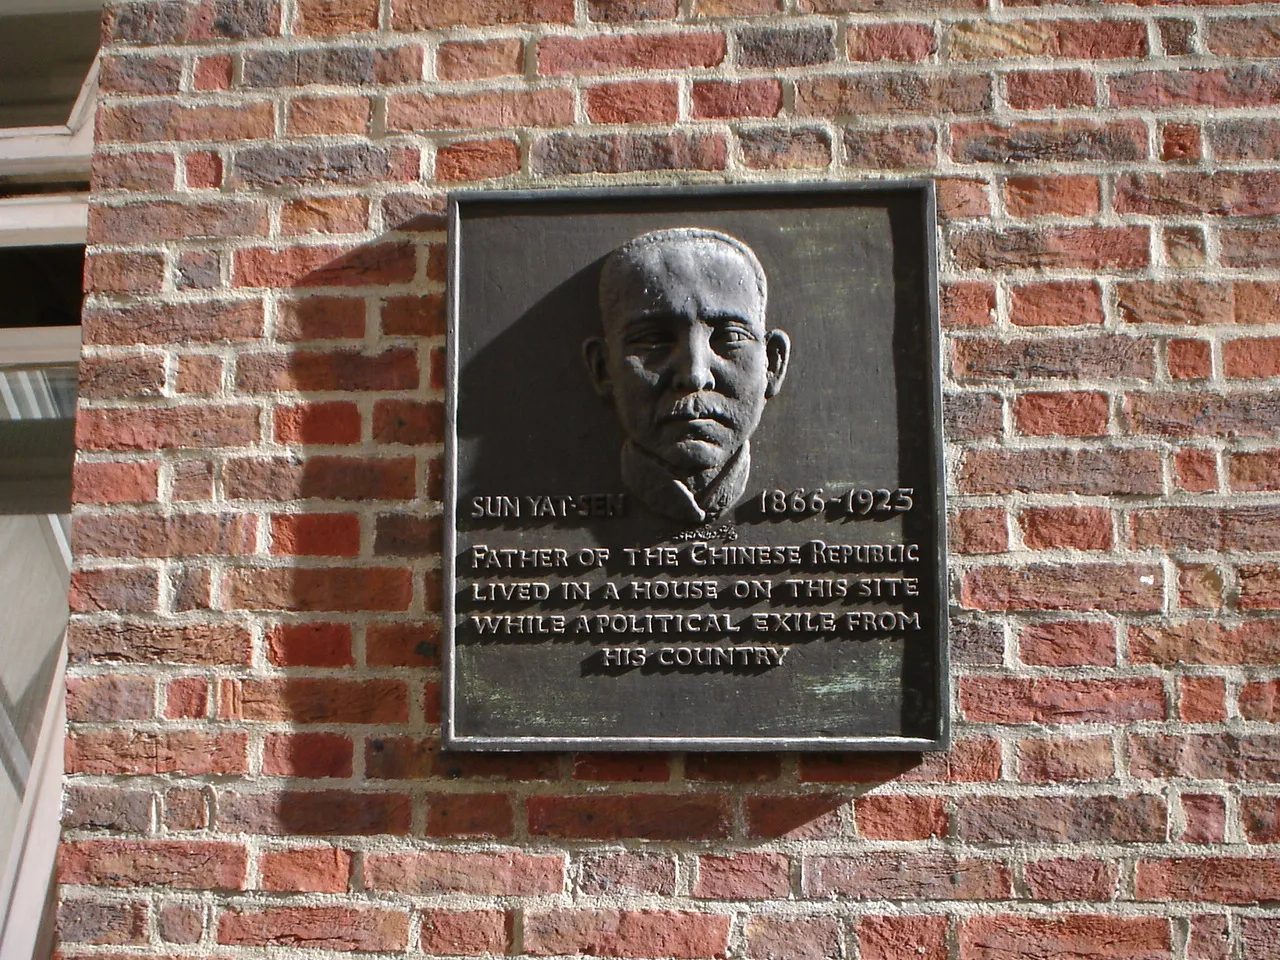 SUN YAT-SEN 1866-1925
FATHER OF THE CHINESE REPUBLIC
LIVED IN A HOUSE ON THIS SITE
WHILE A POLITICAL EXILE FROM
HIS COUNTRY